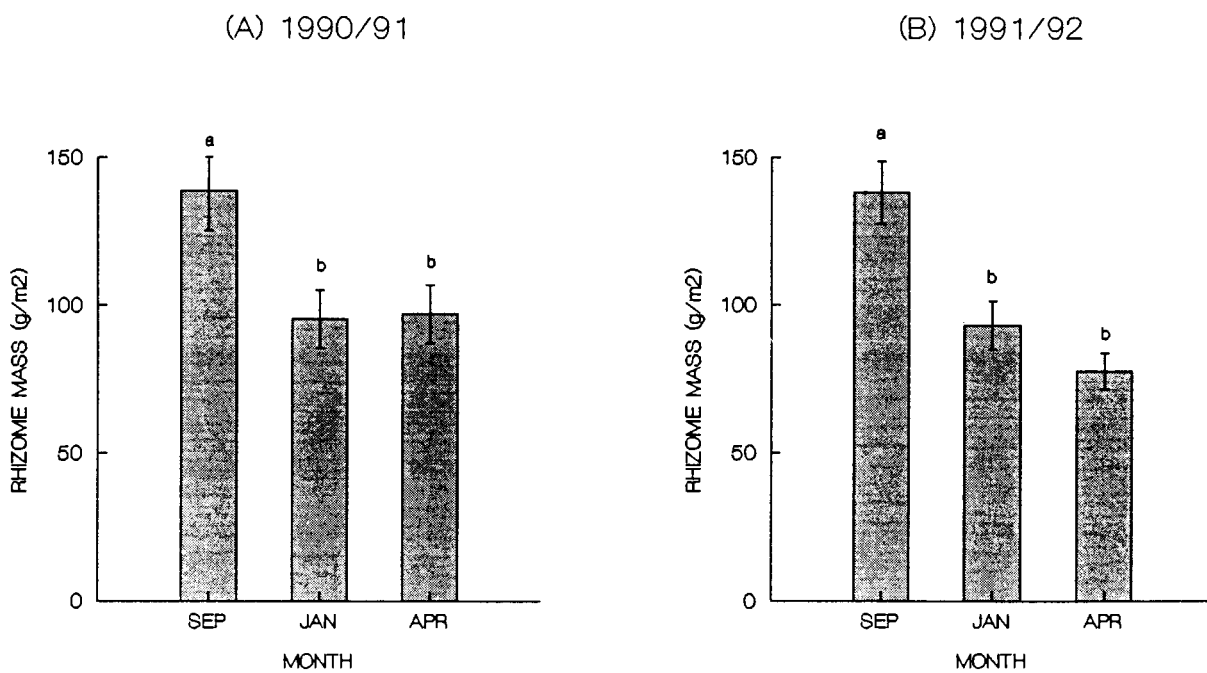 (A) 1990/91
RHIZOME MASS (g/m2)
150
100
50
0
a
b
b
SEP JAN APR
MONTH
(B) 1991/92
RHIZOME MASS (g/m2)
150
100
50
0
a
b
b
SEP JAN APR
MONTH